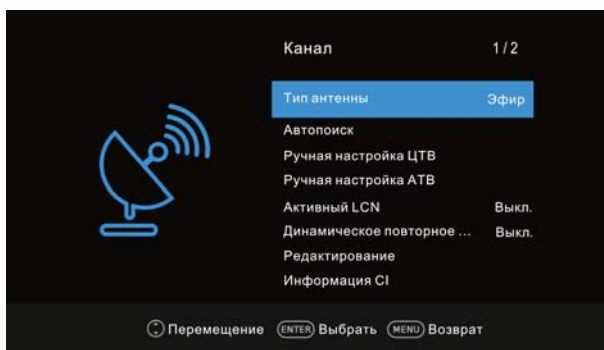 Канал 1/2
Тип антенны Эфир
Автопоиск
Ручная настройка ЦТВ
Ручная настройка АТВ
Активный LCN Выкл.
Динамическое повторное ... Выкл.
Редактирование
Информация CI
Перемещение ENTER Выбрать MENU Возврат